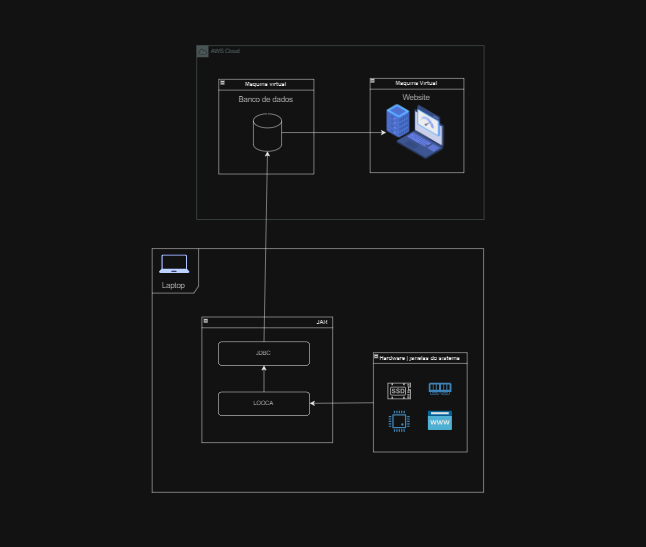 AWS Cloud
Maquina virtual
Banco de dados
Maquina Virtual
Website
Laptop
JAR
JDBC
LOOCA
Hardware | janelas do sistema
SSD
WWW